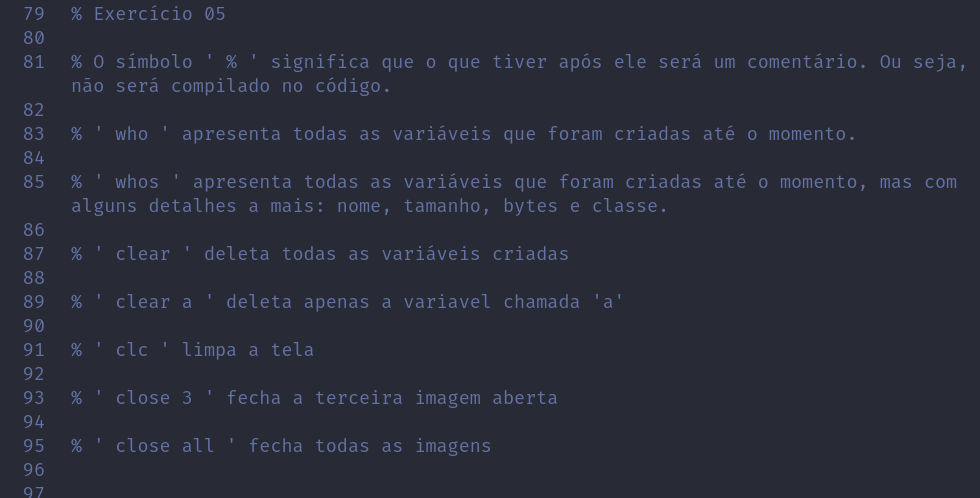 79 % Exercício 05
80
81 % O símbolo ' % ' significa que o que tiver após ele será um comentário. Ou seja,
não será compilado no código.
82
83 % ' who ' apresenta todas as variáveis que foram criadas até o momento.
84
85 % ' whos ' apresenta todas as variáveis que foram criadas até o momento, mas com
alguns detalhes a mais: nome, tamanho, bytes e classe.
86
87 % ' clear ' deleta todas as variáveis criadas
88
89 % ' clear a ' deleta apenas a variavel chamada 'a'
90
91 % ' clc ' limpa a tela
92
93 % ' close 3 ' fecha a terceira imagem aberta
94
95 % ' close all ' fecha todas as imagens
96
97